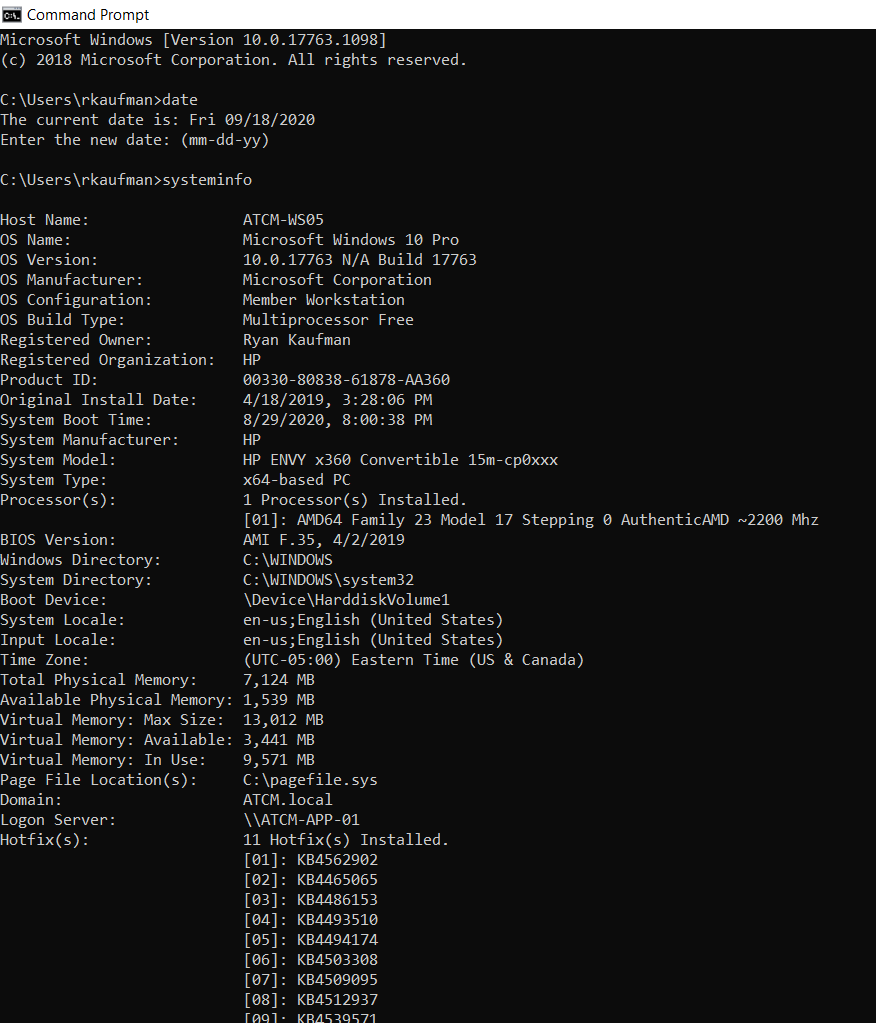 Command Prompt
Microsoft Windows [Version 10.0.17763.1098]
(c) 2018 Microsoft Corporation. All rights reserved.
C:\Users\rkaufman>date
The current date is: Fri 09/18/2020
Enter the new date: (mm-dd-yy)
C:\Users\rkaufman>systeminfo
Host Name: ATCM-WS05
OS Name: Microsoft Windows 10 Pro
OS Version: 10.0.17763 N/A Build 17763
OS Manufacturer: Microsoft Corporation
OS Configuration: Member Workstation
OS Build Type: Multiprocessor Free
Registered Owner: Ryan Kaufman
Registered Organization: HP
Product ID: 00330-80838-61878-AA360
Original Install Date: 4/18/2019, 3:28:06 PM
System Boot Time: 8/29/2020, 8:00:38 PM
System Manufacturer: HP
System Model: HP ENVY x360 Convertible 15m-cp0xxx
System Type: x64-based PC
Processor(s): 1 Processor(s) Installed.
[01]: AMD64 Family 23 Model 17 Stepping 0 AuthenticAMD ~2200 Mhz
BIOS Version: AMI F.35, 4/2/2019
Windows Directory: C:\WINDOWS
System Directory: C:\WINDOWS\system32
Boot Device: \Device\HarddiskVolume1
System Locale: en-us;English (United States)
Input Locale: en-us;English (United States)
Time Zone: (UTC-05:00) Eastern Time (US & Canada)
Total Physical Memory: 7,124 MB
Available Physical Memory: 1,539 MB
Virtual Memory: Max Size: 13,012 MB
Virtual Memory: Available: 3,441 MB
Virtual Memory: In Use: 9,571 MB
Page File Location(s): C:\pagefile.sys
Domain: ATCM.local
Logon Server: \\ATCM-APP-01
Hotfix(s): 11 Hotfix(s) Installed.
[01]: KB4562902
[02]: KB4465065
[03]: KB4486153
[04]: KB4493510
[05]: KB4494174
[06]: KB4503308
[07]: KB4509095
[08]: KB4512937
[09]: KB4539571